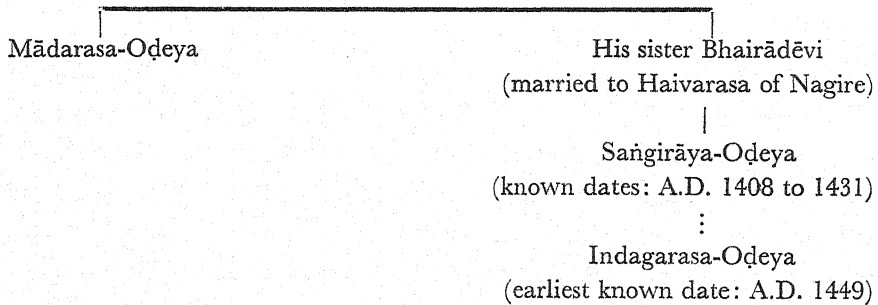 Mādarasa-Oḍeya
His sister Bhairādēvi
(married to Haivarasa of Nagire)
Saṅgirāya-Oḍeya
(known dates: A.D. 1408 to 1431)
Indagarasa-Oḍeya
(earliest known date: A.D. 1449)